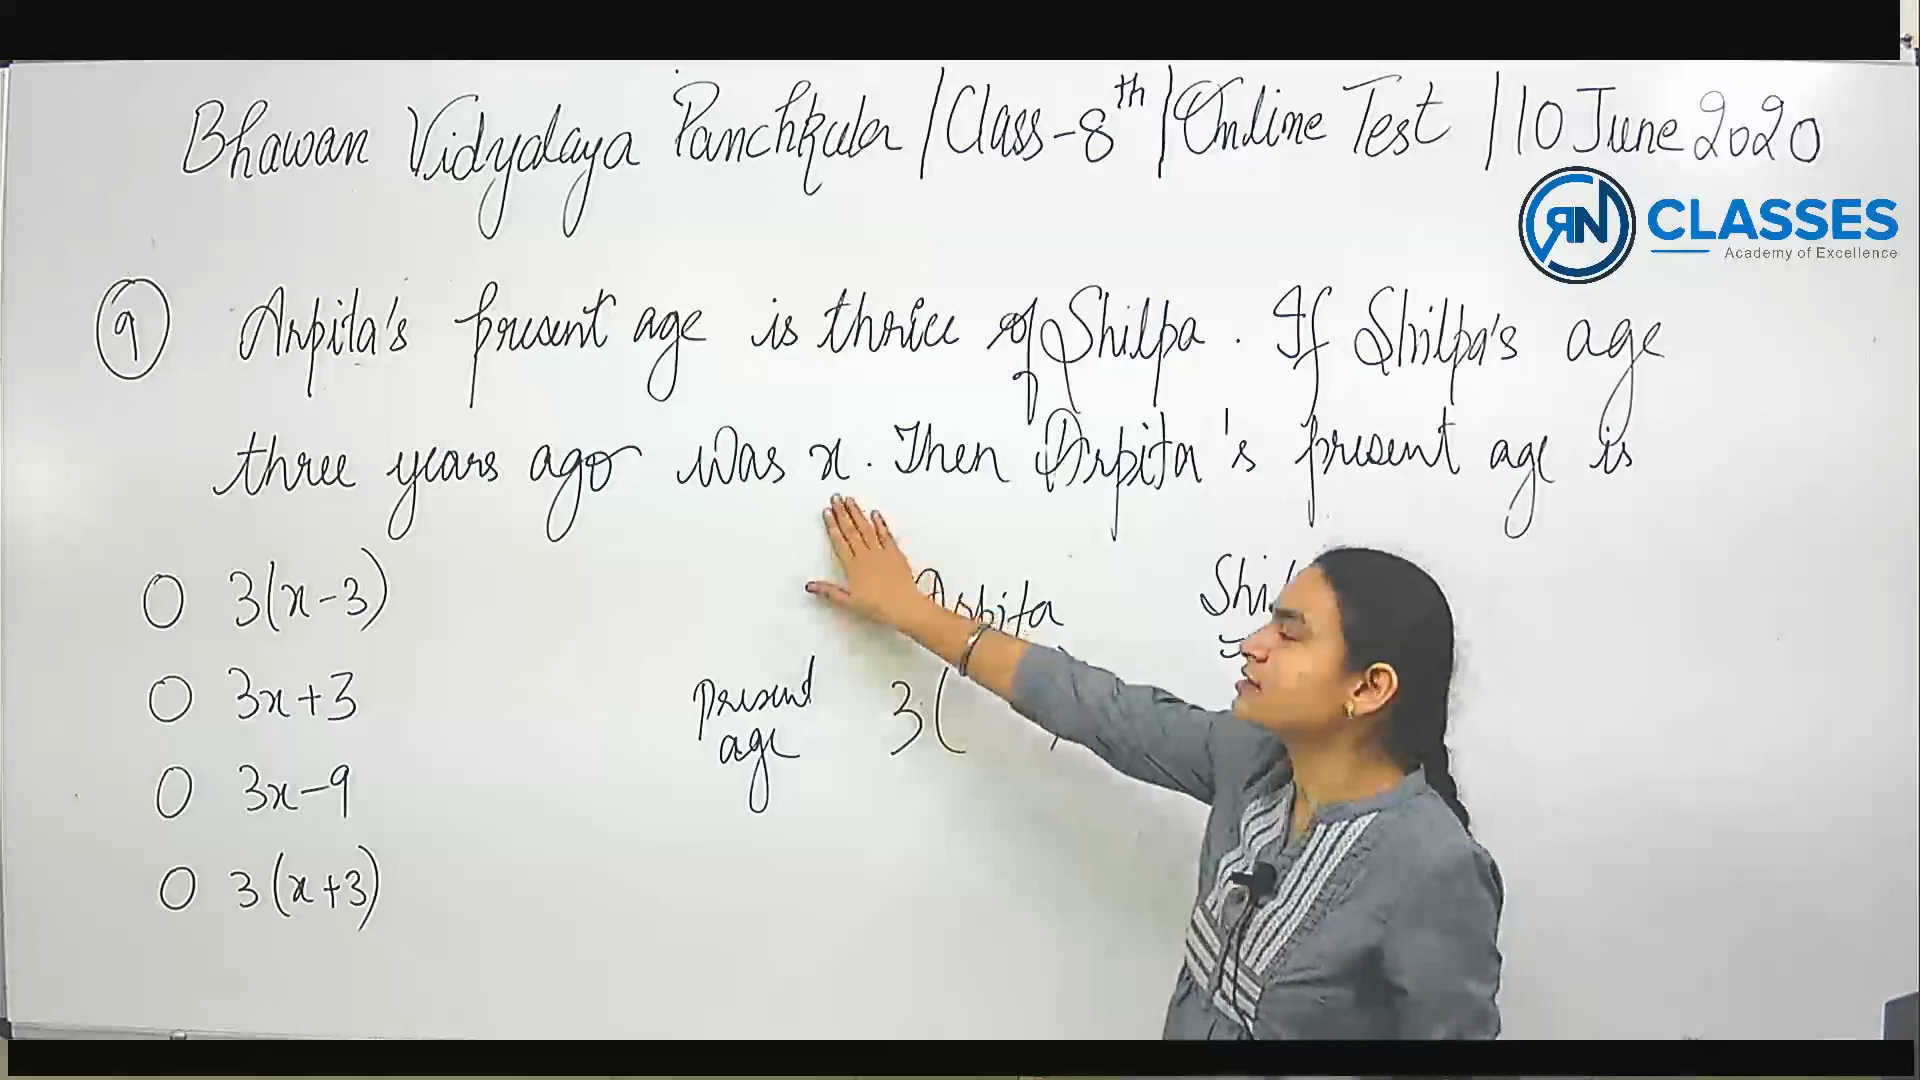 Bhawan Vidyalaya Panchkula / Class-8th / Online Test / 10 June 2020
RN CLASSES
Academy of Excellence
9 Arpita's present age is thrice of Shilpa. If Shilpa's age
three years ago was x. Then Arpita's present age is
3(x-3)
3x+3
3x-9
3(x+3)
Arpita
present
age
3(